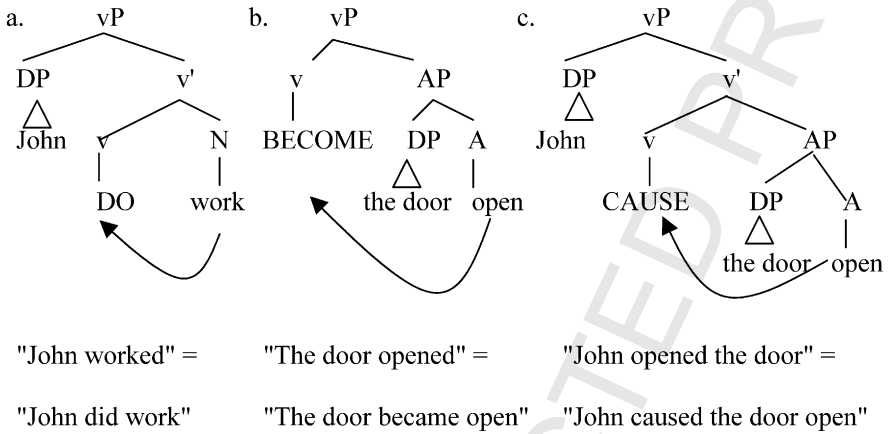 a. vP b. vP c. vP
DP v' v AP DP v'
John v N BECOME DP A John v AP
DO work the door open CAUSE DP A
the door open
"John worked" = "The door opened" = "John opened the door" =
"John did work" "The door became open" "John caused the door open"